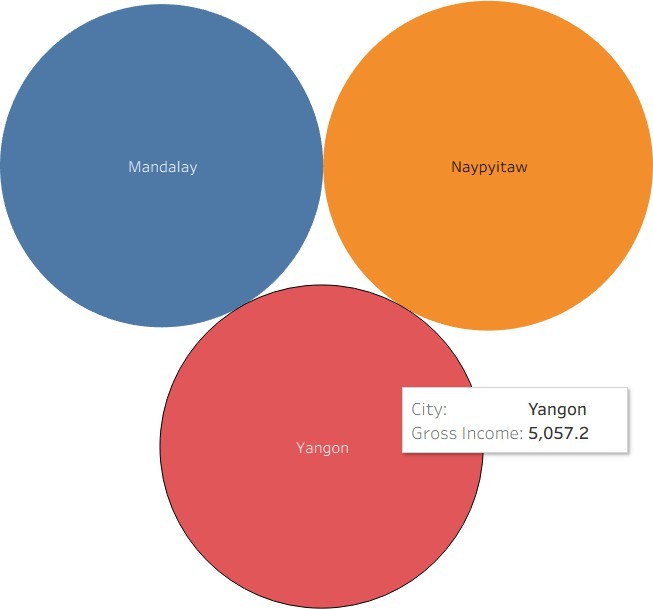 Mandalay
Naypyitaw
City: Yangon
Gross Income: 5,057.2
Yangon